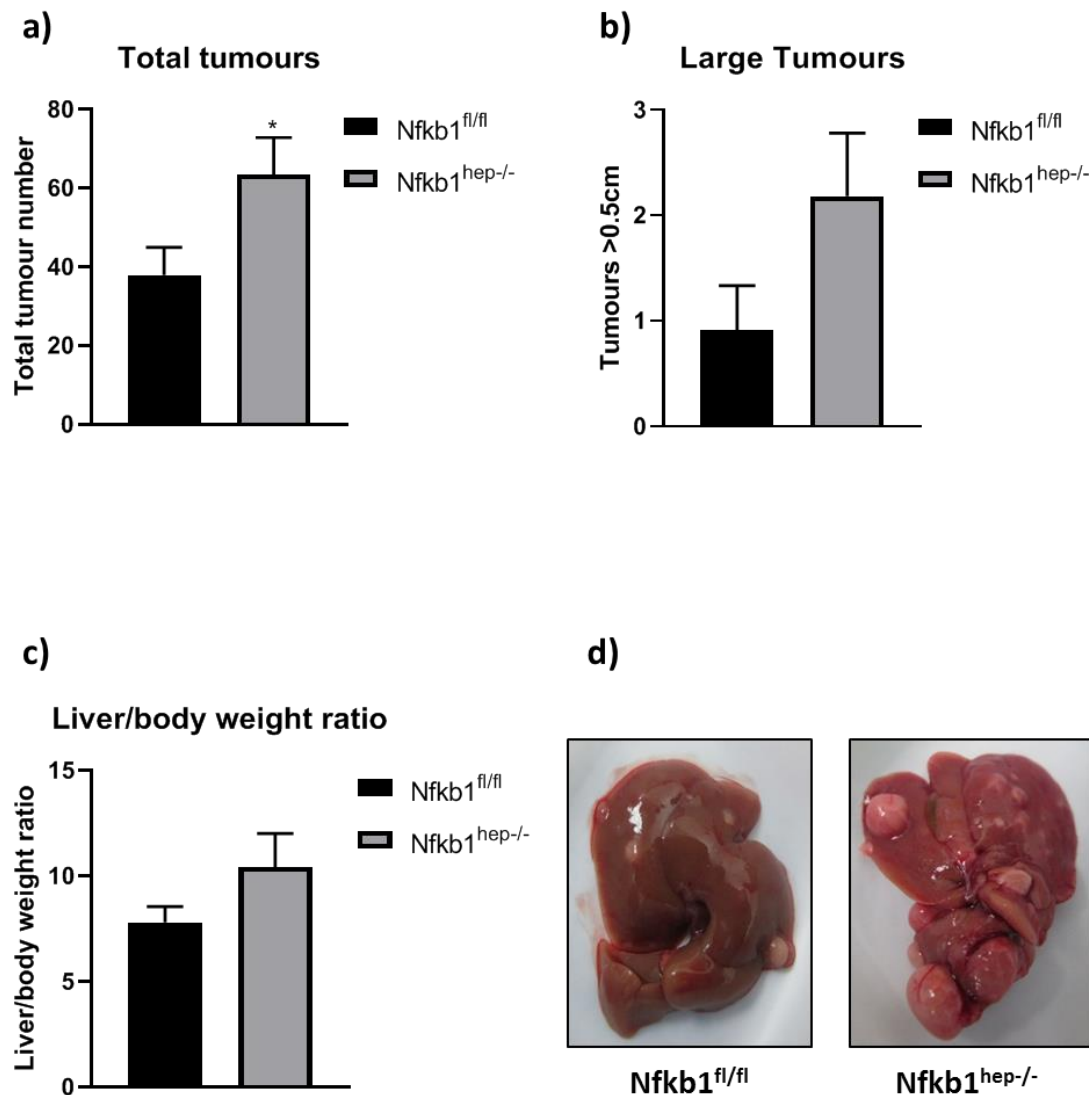 a)
Total tumours
Total tumour number
80
60
40
20
0
*
Nfkb1fl/fl
Nfkb1hep-/-
b)
Large Tumours
Tumours >0.5cm
3
2
1
0
Nfkb1fl/fl
Nfkb1hep-/-
c)
Liver/body weight ratio
Liver/body weight ratio
15
10
5
0
Nfkb1fl/fl
Nfkb1hep-/-
d)
Nfkb1fl/fl
Nfkb1hep-/-